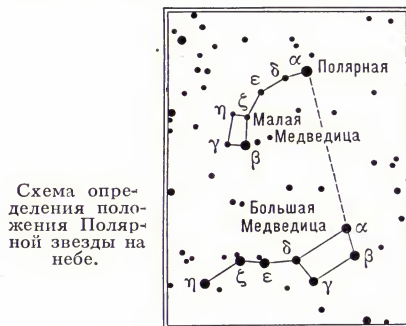 α
Полярная
δ
ε
ζ
η
Малая
Медведица
γ
β
Схема опре-
деления поло-
жения Поляр-
ной звезды на
небе.
Большая
Медведица
α
δ
β
η
ζ
ε
γ